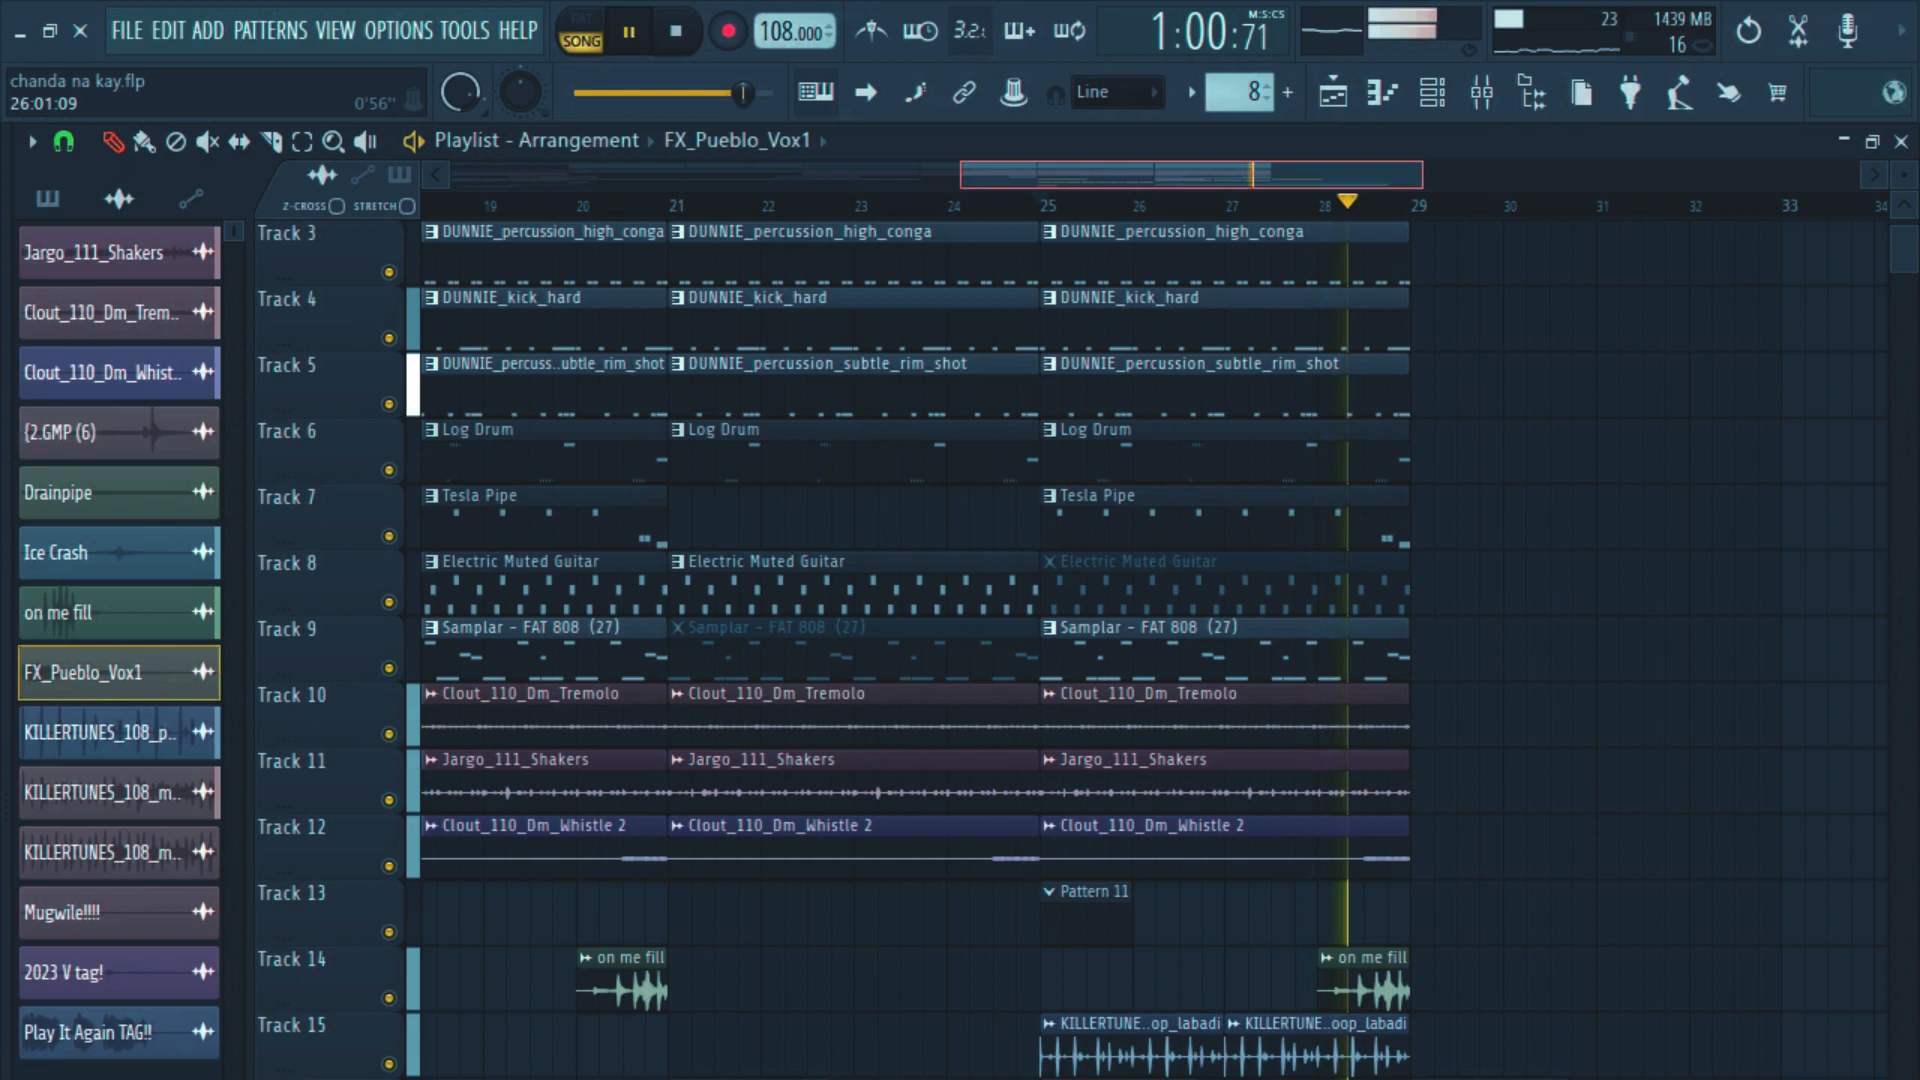 FILE EDIT ADD PATTERNS VIEW OPTIONS TOOLS HELP
PAT
SONG
108.000
3.2.
1:00:71
M:S:CS
23
1439 MB
16
chanda na kay.flp
26:01:09
0'56"
Line
8
Playlist - Arrangement › FX_Pueblo_Vox1 ›
Z-CROSS STRETCH
19 20 21 22 23 24 25 26 27 28 29 30 31 32 33 34
Jargo_111_Shakers
Clout_110_Dm_Trem..
Clout_110_Dm_Whist..
{2.GMP (6)
Drainpipe
Ice Crash
on me fill
FX_Pueblo_Vox1
KILLERTUNES_108_p..
KILLERTUNES_108_m..
KILLERTUNES_108_m..
Mugwile!!!!
2023 V tag!
Play It Again TAG!!
Track 3
DUNNIE_percussion_high_conga DUNNIE_percussion_high_conga DUNNIE_percussion_high_conga
Track 4
DUNNIE_kick_hard DUNNIE_kick_hard DUNNIE_kick_hard
Track 5
DUNNIE_percuss..ubtle_rim_shot DUNNIE_percussion_subtle_rim_shot DUNNIE_percussion_subtle_rim_shot
Track 6
Log Drum Log Drum Log Drum
Track 7
Tesla Pipe Tesla Pipe
Track 8
Electric Muted Guitar Electric Muted Guitar Electric Muted Guitar
Track 9
Samplar - FAT 808 (27) Samplar - FAT 808 (27) Samplar - FAT 808 (27)
Track 10
Clout_110_Dm_Tremolo Clout_110_Dm_Tremolo Clout_110_Dm_Tremolo
Track 11
Jargo_111_Shakers Jargo_111_Shakers Jargo_111_Shakers
Track 12
Clout_110_Dm_Whistle 2 Clout_110_Dm_Whistle 2 Clout_110_Dm_Whistle 2
Track 13
Pattern 11
Track 14
on me fill on me fill
Track 15
KILLERTUNE..op_labadi KILLERTUNE..oop_labadi